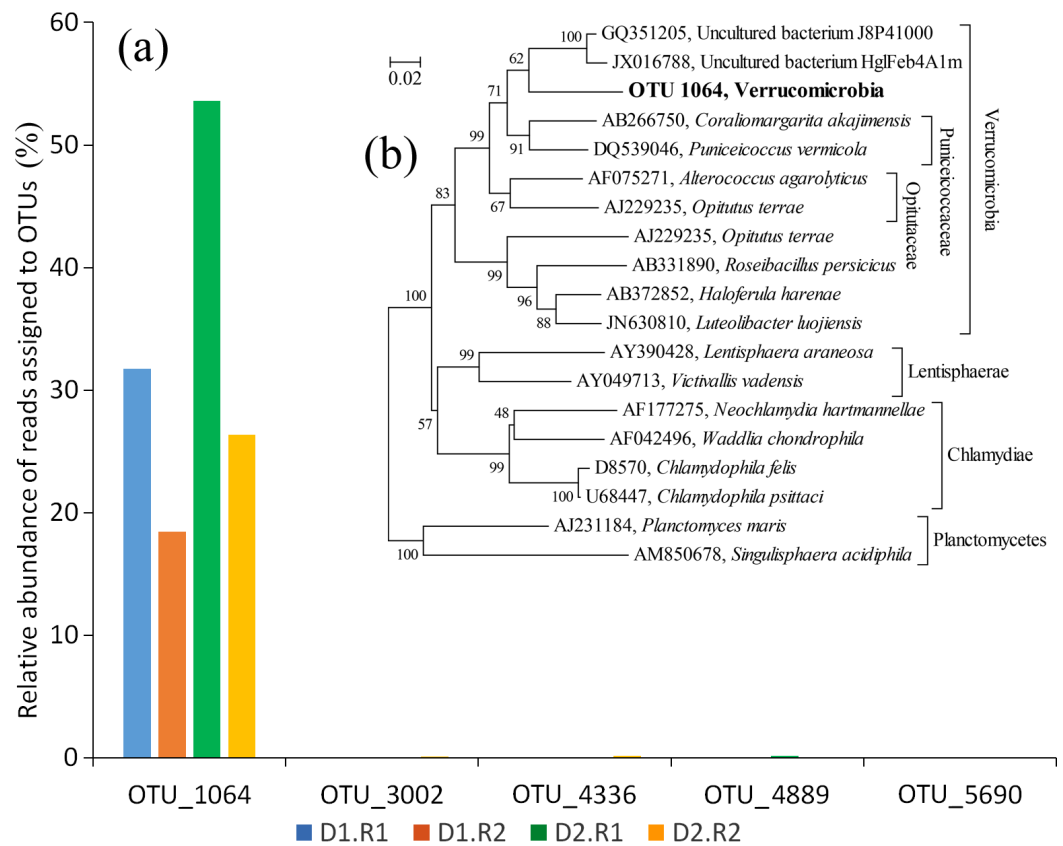 Relative abundance of reads assigned to OTUs (%)
60
50
40
30
20
10
0
(a)
OTU_1064
OTU_3002
OTU_4336
OTU_4889
OTU_5690
D1.R1
D1.R2
D2.R1
D2.R2
(b)
0.02
GQ351205, Uncultured bacterium J8P41000
JX016788, Uncultured bacterium HglFeb4A1m
OTU 1064, Verrucomicrobia
AB266750, Coraliomargarita akajimensis
DQ539046, Puniceicoccus vermicola
AF075271, Alterococcus agarolyticus
AJ229235, Opitutus terrae
AJ229235, Opitutus terrae
AB331890, Roseibacillus persicicus
AB372852, Haloferula harenae
JN630810, Luteolibacter luojiensis
AY390428, Lentisphaera araneosa
AY049713, Victivallis vadensis
AF177275, Neochlamydia hartmannellae
AF042496, Waddlia chondrophila
D8570, Chlamydophila felis
U68447, Chlamydophila psittaci
AJ231184, Planctomyces maris
AM850678, Singulisphaera acidiphila
100
62
71
91
99
67
83
99
96
88
100
99
57
48
99
100
100
Puniceicoccaceae
Opitutaceae
Verrucomicrobia
Lentisphaerae
Chlamydiae
Planctomycetes